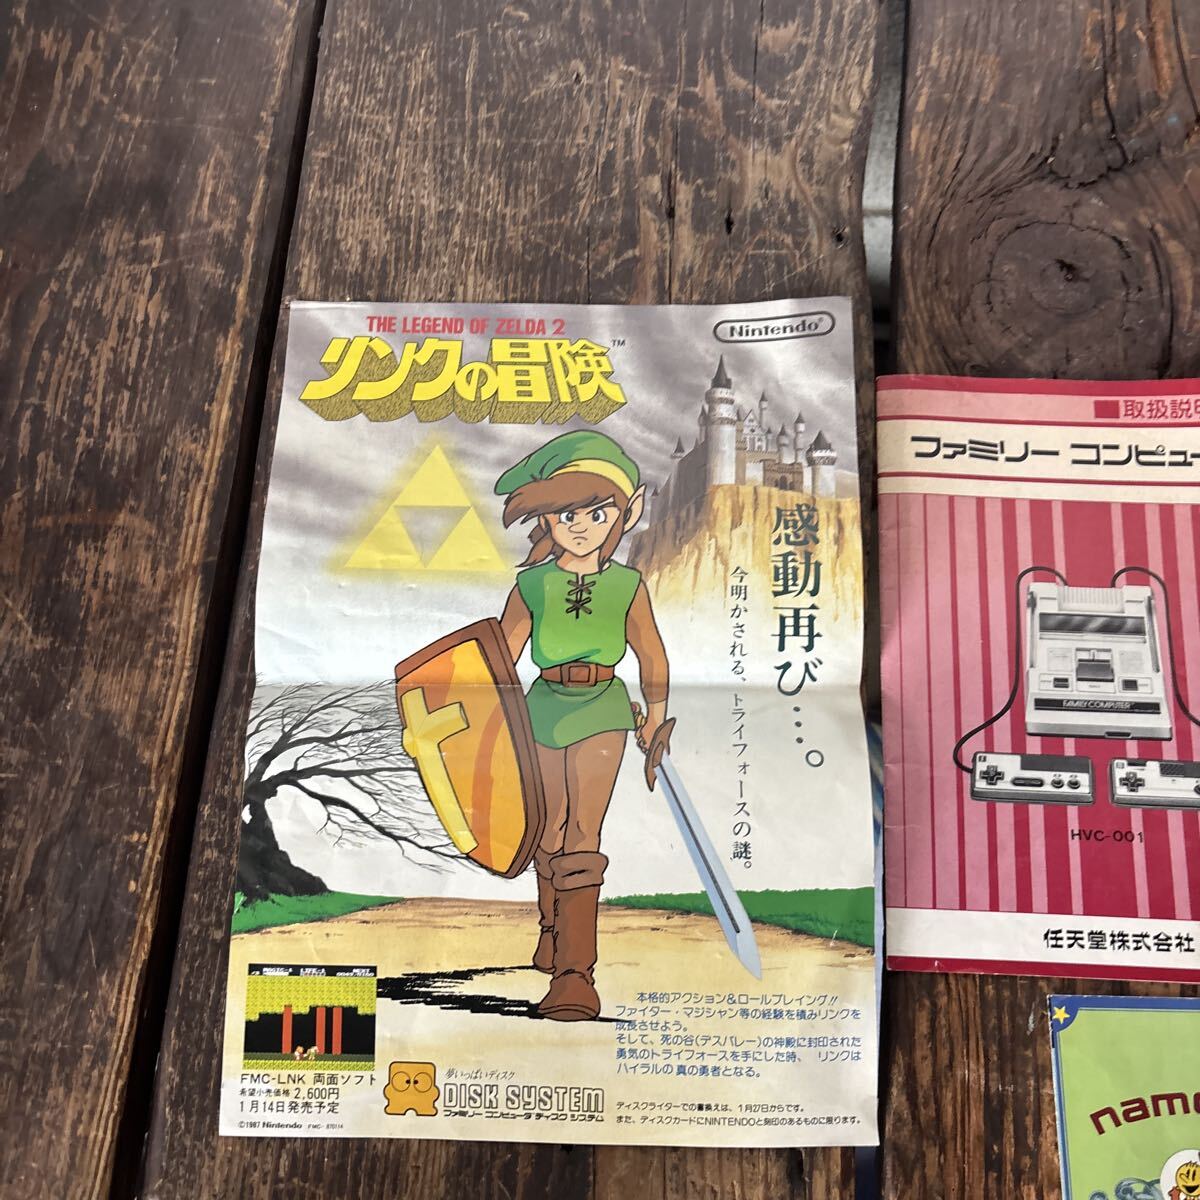 THE LEGEND OF ZELDA 2
リンクの冒険 ™
Nintendo®
感動再び・・・。
今明かされる、トライフォースの謎。
MAGIC-4 LIFE-1 NEXT
FMC-LNK 両面ソフト
希望小売価格 2,600円
1月14日発売予定
©1987 Nintendo FMC-870114
夢いっぱいディスク
DISK SYSTEM
ファミリー コンピュータ ディスク システム
本格的アクション&ロールプレイング!!
ファイター・マジシャン等の経験を積みリンクを
成長させよう。
そして、死の谷(デスバレー)の神殿に封印された
勇気のトライフォースを手にした時、リンクは
ハイラルの真の勇者となる。
ディスクライターでの書換えは、1月27日からです。
また、ディスクカードにNINTENDOと刻印のあるものに限ります。
■取扱説明
ファミリー コンピュー
FAMILY COMPUTER
HVC-001
任天堂株式会社
namc